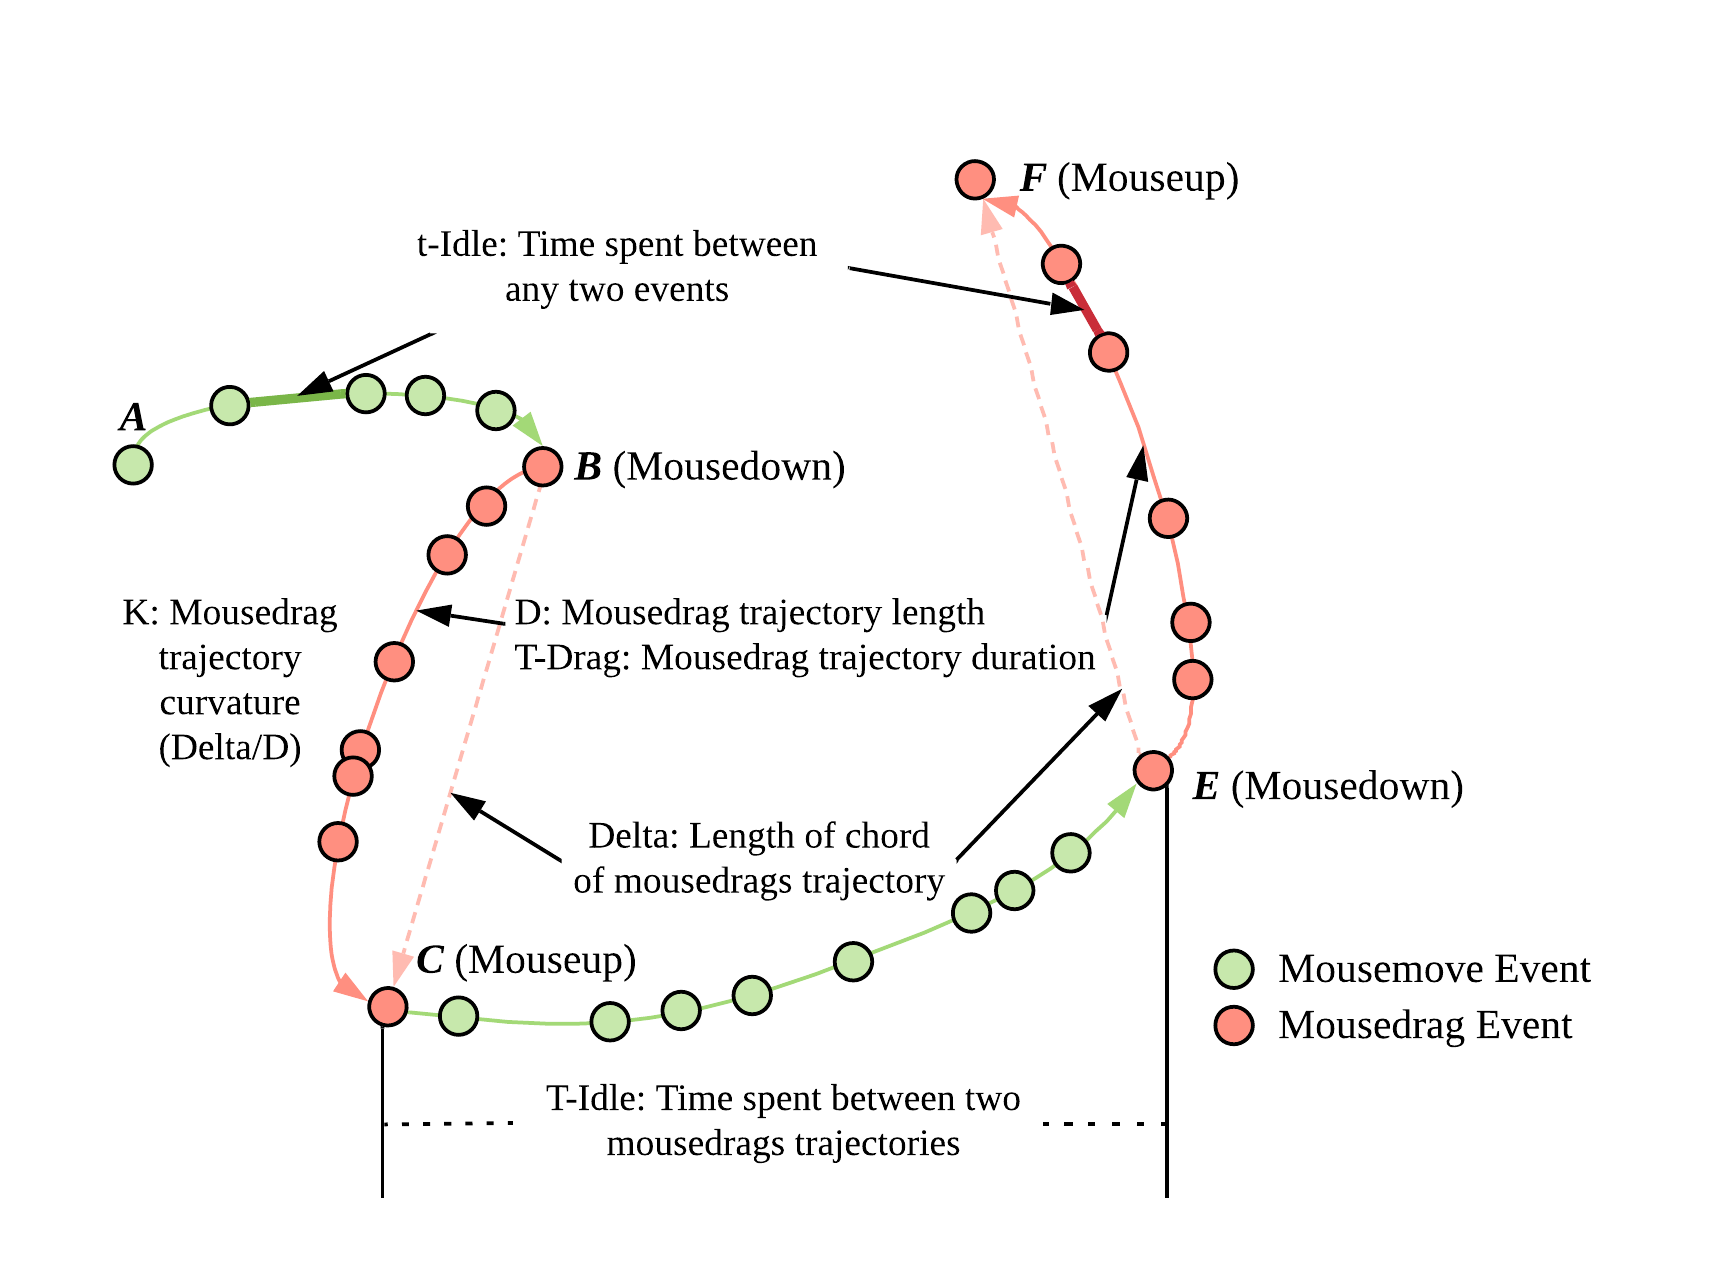 F (Mouseup)
t-Idle: Time spent between
any two events
A
B (Mousedown)
K: Mousedrag
trajectory
curvature
(Delta/D)
D: Mousedrag trajectory length
T-Drag: Mousedrag trajectory duration
E (Mousedown)
Delta: Length of chord
of mousedrags trajectory
C (Mouseup)
Mousemove Event
Mousedrag Event
T-Idle: Time spent between two
mousedrags trajectories